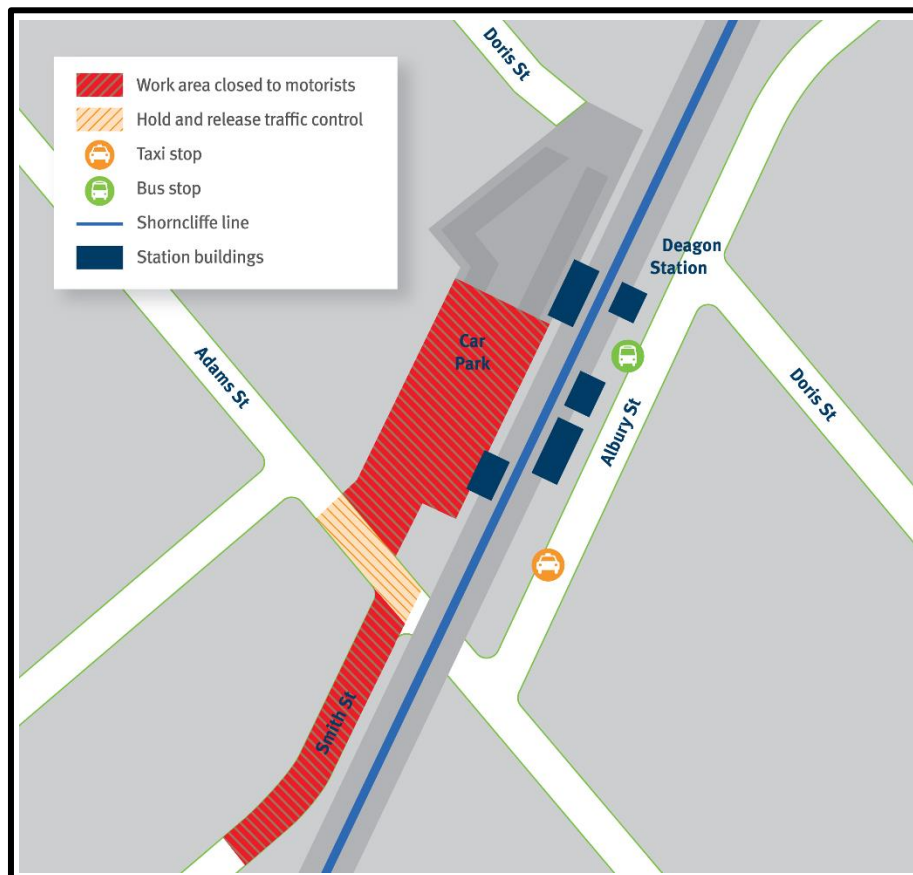 Doris St
Work area closed to motorists
Hold and release traffic control
Taxi stop
Bus stop
Shorncliffe line
Station buildings
Deagon
Station
Car
Park
Adams St
Doris St
Albury St
Smith St